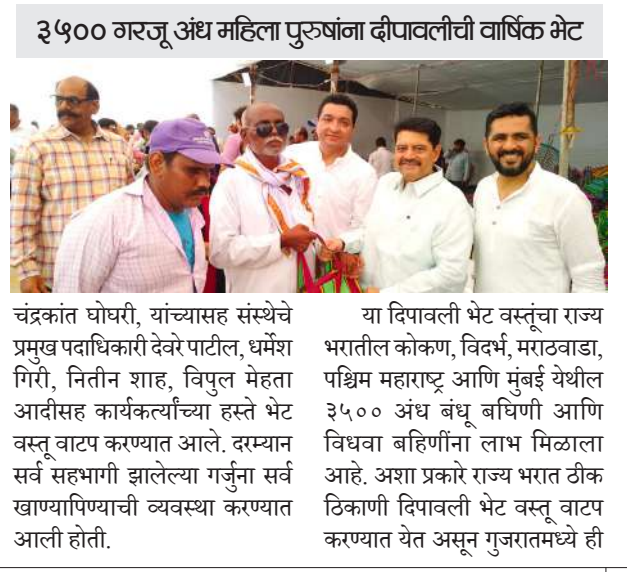 ३५०० गरजू अंध महिला पुरुषांना दीपावलीची वार्षिक भेट
चंद्रकांत घोघरी, यांच्यासह संस्थेचे
प्रमुख पदाधिकारी देवरे पाटील, धर्मेश
गिरी, नितीन शाह, विपुल मेहता
आदीसह कार्यकर्त्यांच्या हस्ते भेट
वस्तू वाटप करण्यात आले. दरम्यान
सर्व सहभागी झालेल्या गर्जुना सर्व
खाण्यापिण्याची व्यवस्था करण्यात
आली होती.
या दिपावली भेट वस्तूंचा राज्य
भरातील कोकण, विदर्भ, मराठवाडा,
पश्चिम महाराष्ट्र आणि मुंबई येथील
३५०० अंध बंधू बघिणी आणि
विधवा बहिणींना लाभ मिळाला
आहे. अशा प्रकारे राज्य भरात ठीक
ठिकाणी दिपावली भेट वस्तू वाटप
करण्यात येत असून गुजरातमध्ये ही